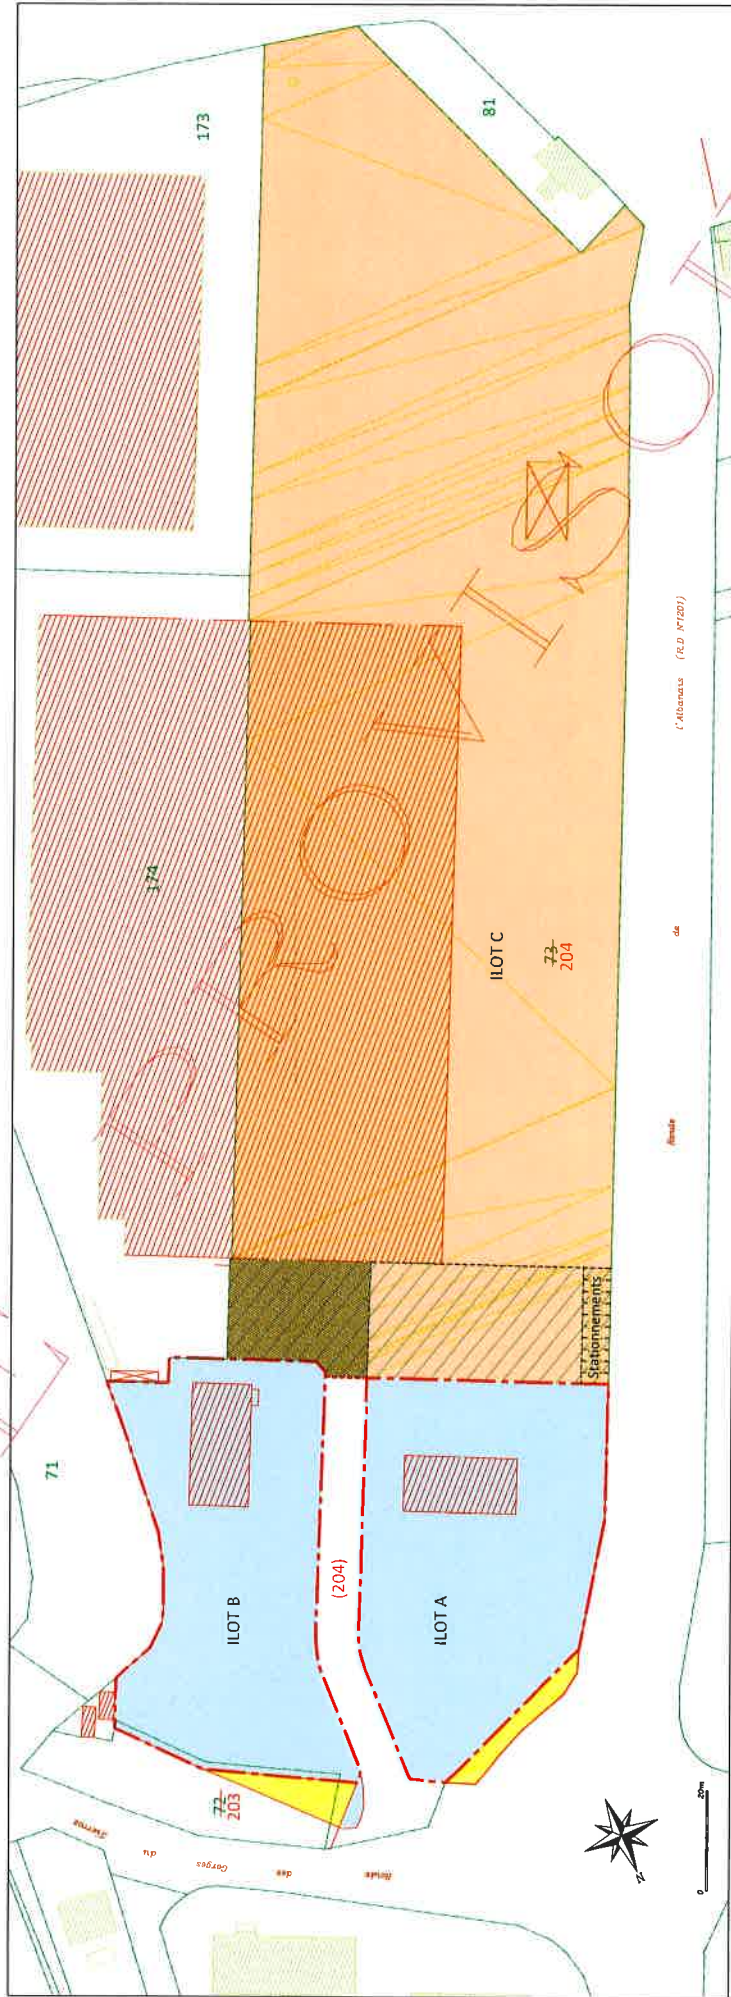 173
81
174
ILOT C
73
204
PROVISO
l'Albanais (R.D N°1201)
de
Route
Stationnements
71
ILOT B
(204)
ILOT A
72
203
Route
des
Gorges
du
Sierroz
N
0
20m